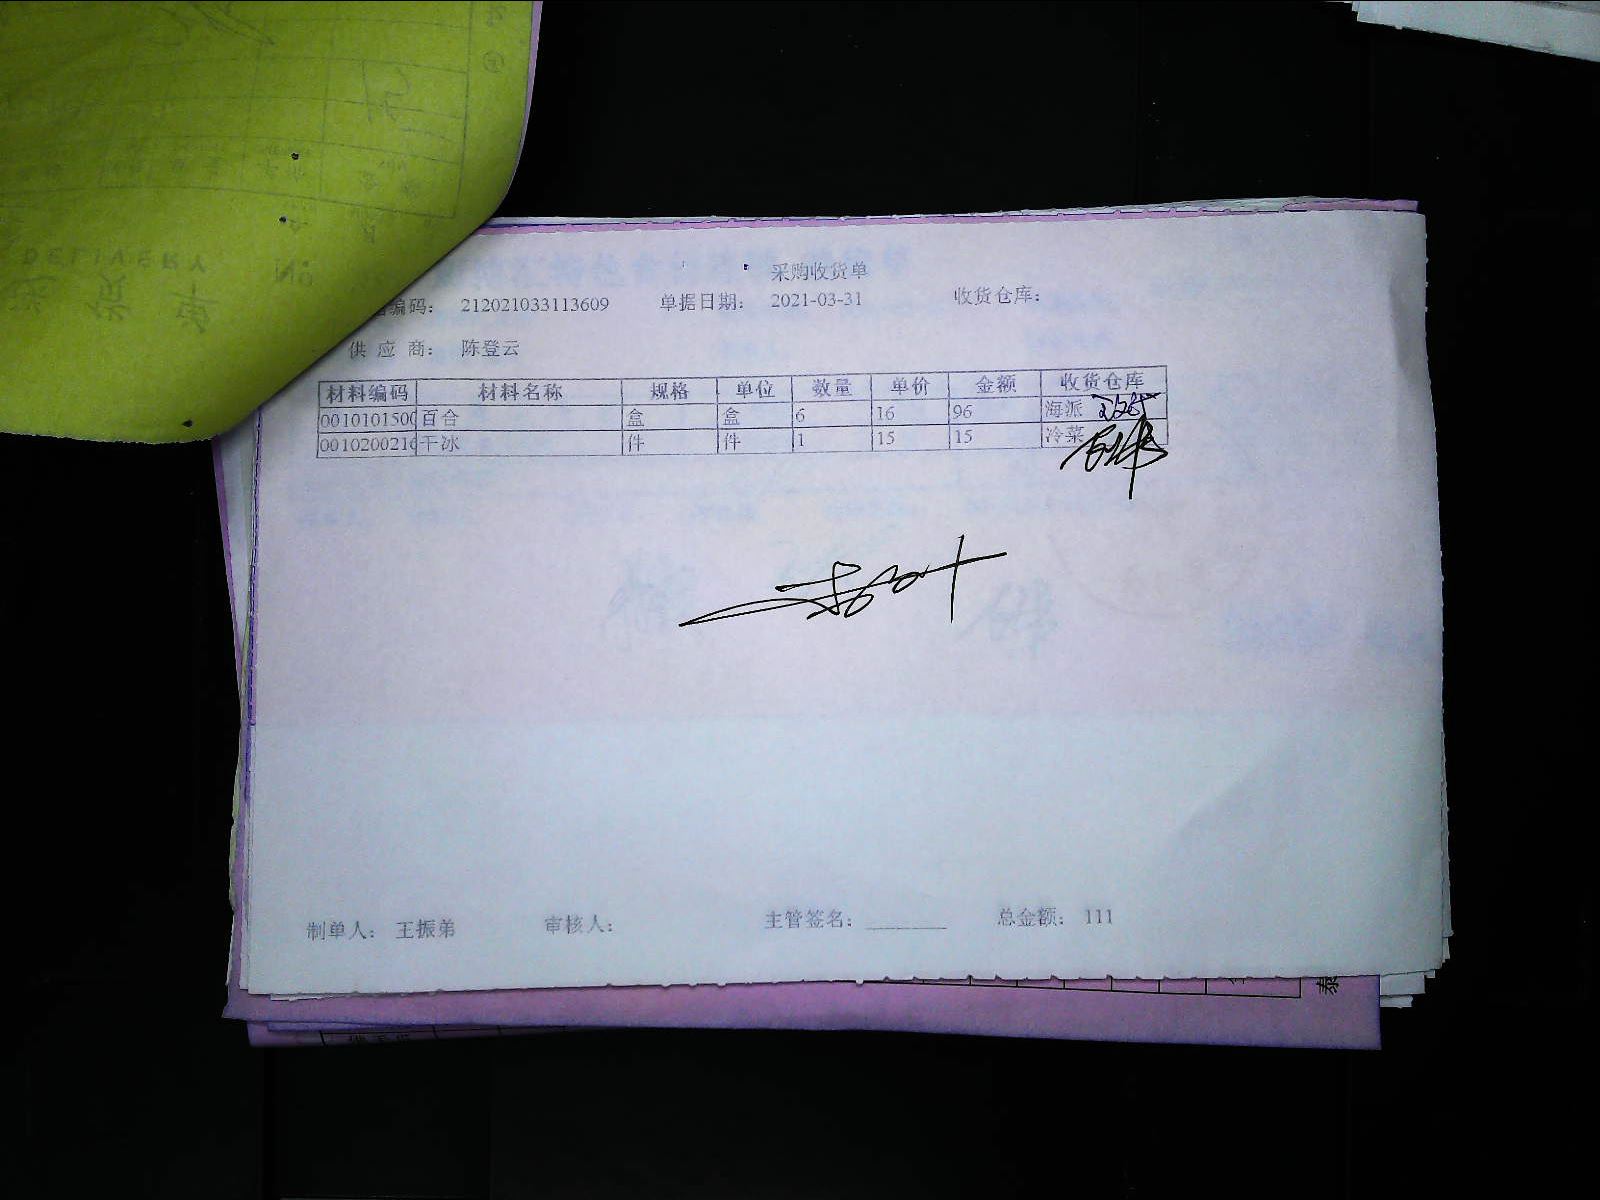 DELIVERY
采购收货单
编码： 212021033113609 单据日期： 2021-03-31 收货仓库：
供 应 商： 陈登云
材料编码 材料名称 规格 单位 数量 单价 金额 收货仓库
0010101500 百合 盒 盒 6 16 96 海派
0010200216 干冰 件 件 1 15 15 冷菜
制单人： 王振弟 审核人： 主管签名： 总金额： 111
泰